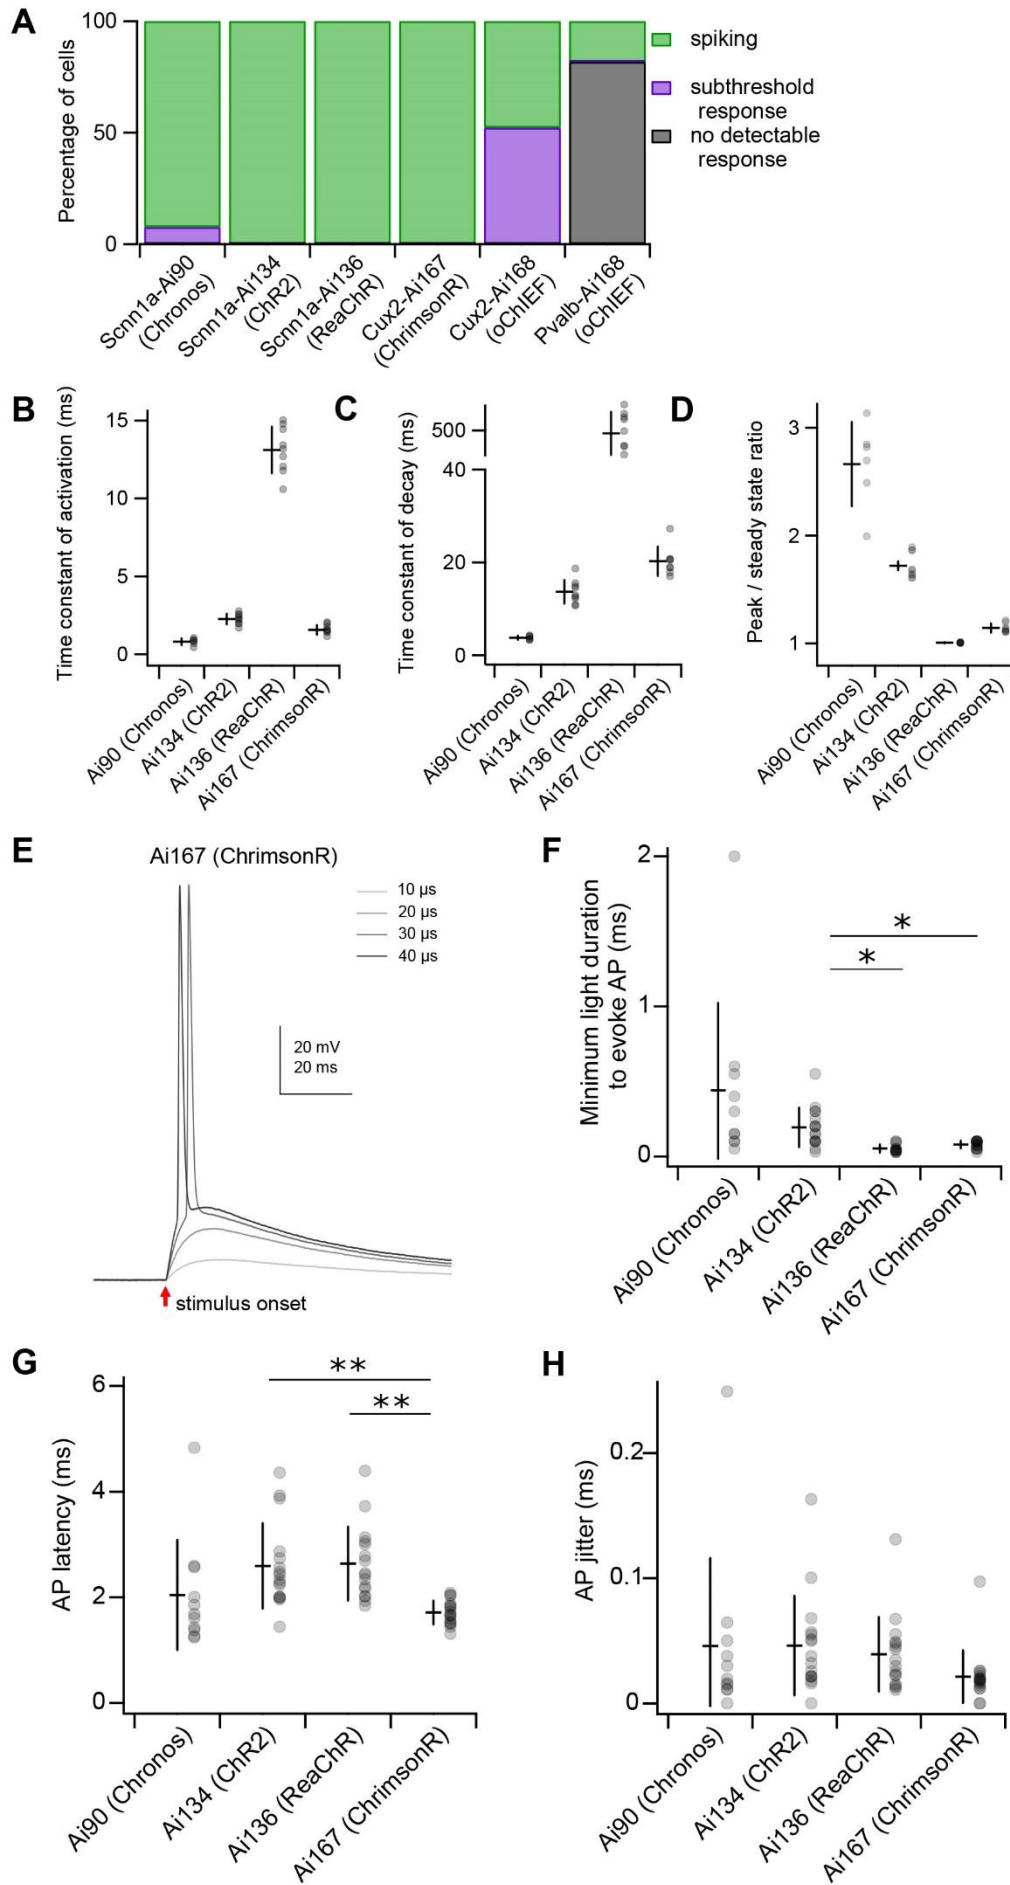 A
Percentage of cells
100
50
0
spiking
subthreshold
response
no detectable
response
Scnn1a-Ai90
(Chronos)
Scnn1a-Ai134
(ChR2)
Scnn1a-Ai136
(ReaChR)
Cux2-Ai167
(ChrimsonR)
Cux2-Ai168
(oChIEF)
Pvalb-Ai168
(oChIEF)
B
Time constant of activation (ms)
15
10
5
0
Ai90 (Chronos)
Ai134 (ChR2)
Ai136 (ReaChR)
Ai167 (ChrimsonR)
C
Time constant of decay (ms)
500
40
20
0
Ai90 (Chronos)
Ai134 (ChR2)
Ai136 (ReaChR)
Ai167 (ChrimsonR)
D
Peak / steady state ratio
3
2
1
Ai90 (Chronos)
Ai134 (ChR2)
Ai136 (ReaChR)
Ai167 (ChrimsonR)
E
Ai167 (ChrimsonR)
10 µs
20 µs
30 µs
40 µs
20 mV
20 ms
stimulus onset
F
Minimum light duration
to evoke AP (ms)
2
1
0
*
*
Ai90 (Chronos)
Ai134 (ChR2)
Ai136 (ReaChR)
Ai167 (ChrimsonR)
G
AP latency (ms)
6
4
2
0
**
**
Ai90 (Chronos)
Ai134 (ChR2)
Ai136 (ReaChR)
Ai167 (ChrimsonR)
H
AP jitter (ms)
0.2
0.1
0
Ai90 (Chronos)
Ai134 (ChR2)
Ai136 (ReaChR)
Ai167 (ChrimsonR)